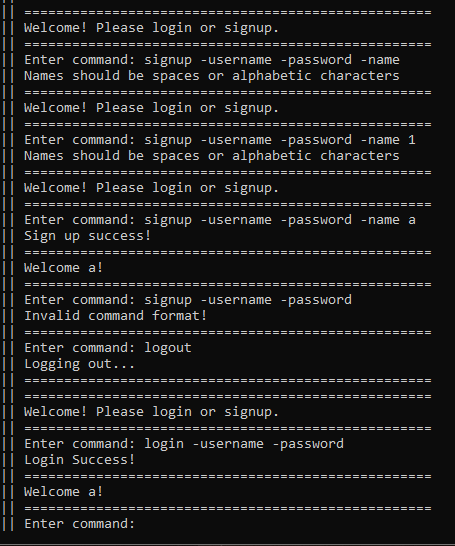 || ===================================================
|| Welcome! Please login or signup.
|| ===================================================
|| Enter command: signup -username -password -name
|| Names should be spaces or alphabetic characters
|| ===================================================
|| Welcome! Please login or signup.
|| ===================================================
|| Enter command: signup -username -password -name 1
|| Names should be spaces or alphabetic characters
|| ===================================================
|| Welcome! Please login or signup.
|| ===================================================
|| Enter command: signup -username -password -name a
|| Sign up success!
|| ===================================================
|| Welcome a!
|| ===================================================
|| Enter command: signup -username -password
|| Invalid command format!
|| ===================================================
|| Enter command: logout
|| Logging out...
|| ===================================================
|| ===================================================
|| Welcome! Please login or signup.
|| ===================================================
|| Enter command: login -username -password
|| Login Success!
|| ===================================================
|| Welcome a!
|| ===================================================
|| Enter command: